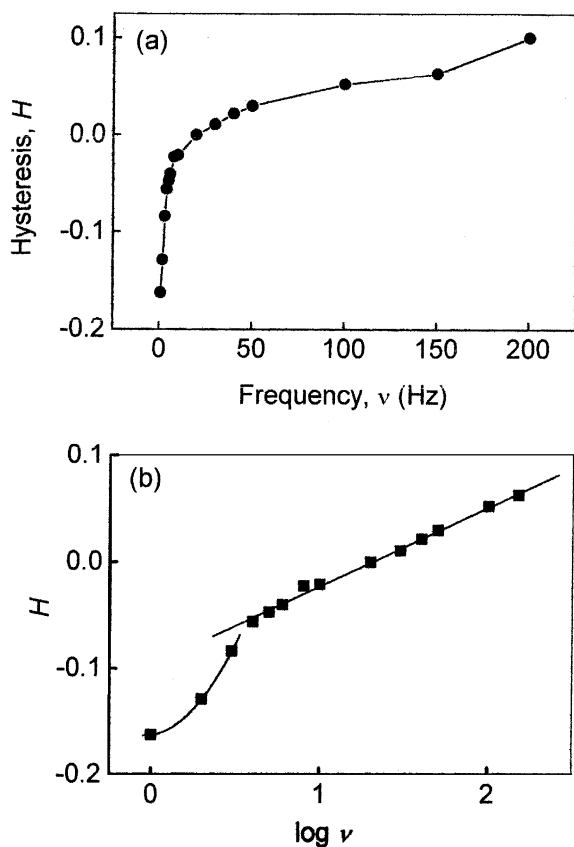 (a)
0.1
0.0
-0.1
-0.2
Hysteresis, H
0 50 100 150 200
Frequency, ν (Hz)
(b)
0.1
0.0
-0.1
-0.2
H
0 1 2
log ν